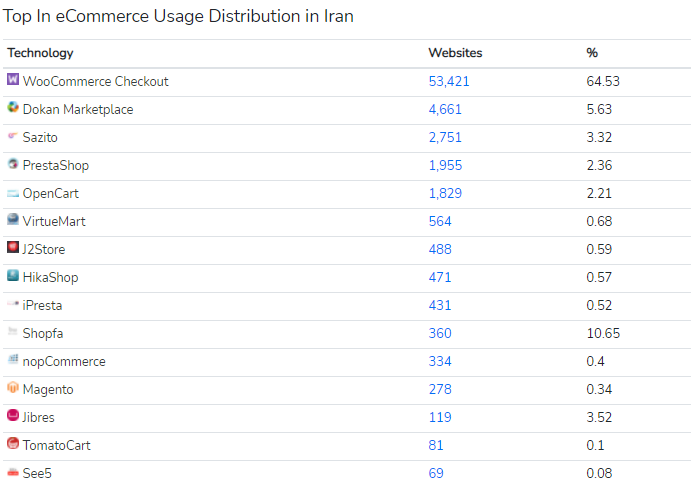 Top In eCommerce Usage Distribution in Iran
Technology Websites %
WooCommerce Checkout 53,421 64.53
Dokan Marketplace 4,661 5.63
Sazito 2,751 3.32
PrestaShop 1,955 2.36
OpenCart 1,829 2.21
VirtueMart 564 0.68
J2Store 488 0.59
HikaShop 471 0.57
iPresta 431 0.52
Shopfa 360 10.65
nopCommerce 334 0.4
Magento 278 0.34
Jibres 119 3.52
TomatoCart 81 0.1
See5 69 0.08